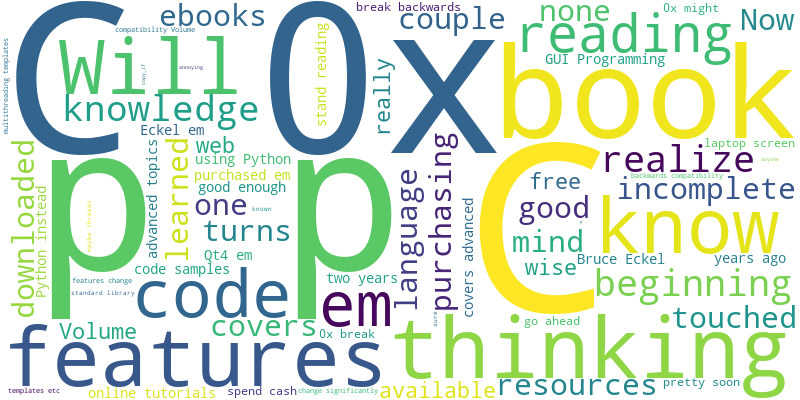 break backwards
0x might
compatibility Volume
ebooks
couple
none
Now
C
0x
reading
Will
book
GUI Programming
copy_if
annoying
multithreading templates
stand reading
really
knowledge
Eckel em
laptop screen
web
realize
anyone
using Python
backwards compatibility
purchased em
free
incomplete
good enough
C
p
p
downloaded
Python instead
advanced topics
learned
one
known
maybe threads
turns
language
purchasing
covers advanced
good
know
mind
wise
Bruce Eckel
years ago
Qt4 em
code samples
two years
beginning
features change
standard library
code
em
sure
touched
Volume
covers
0x break
go ahead
features
thinking
templates etc
online tutorials
spend cash
change significantly
available
resources
pretty soon